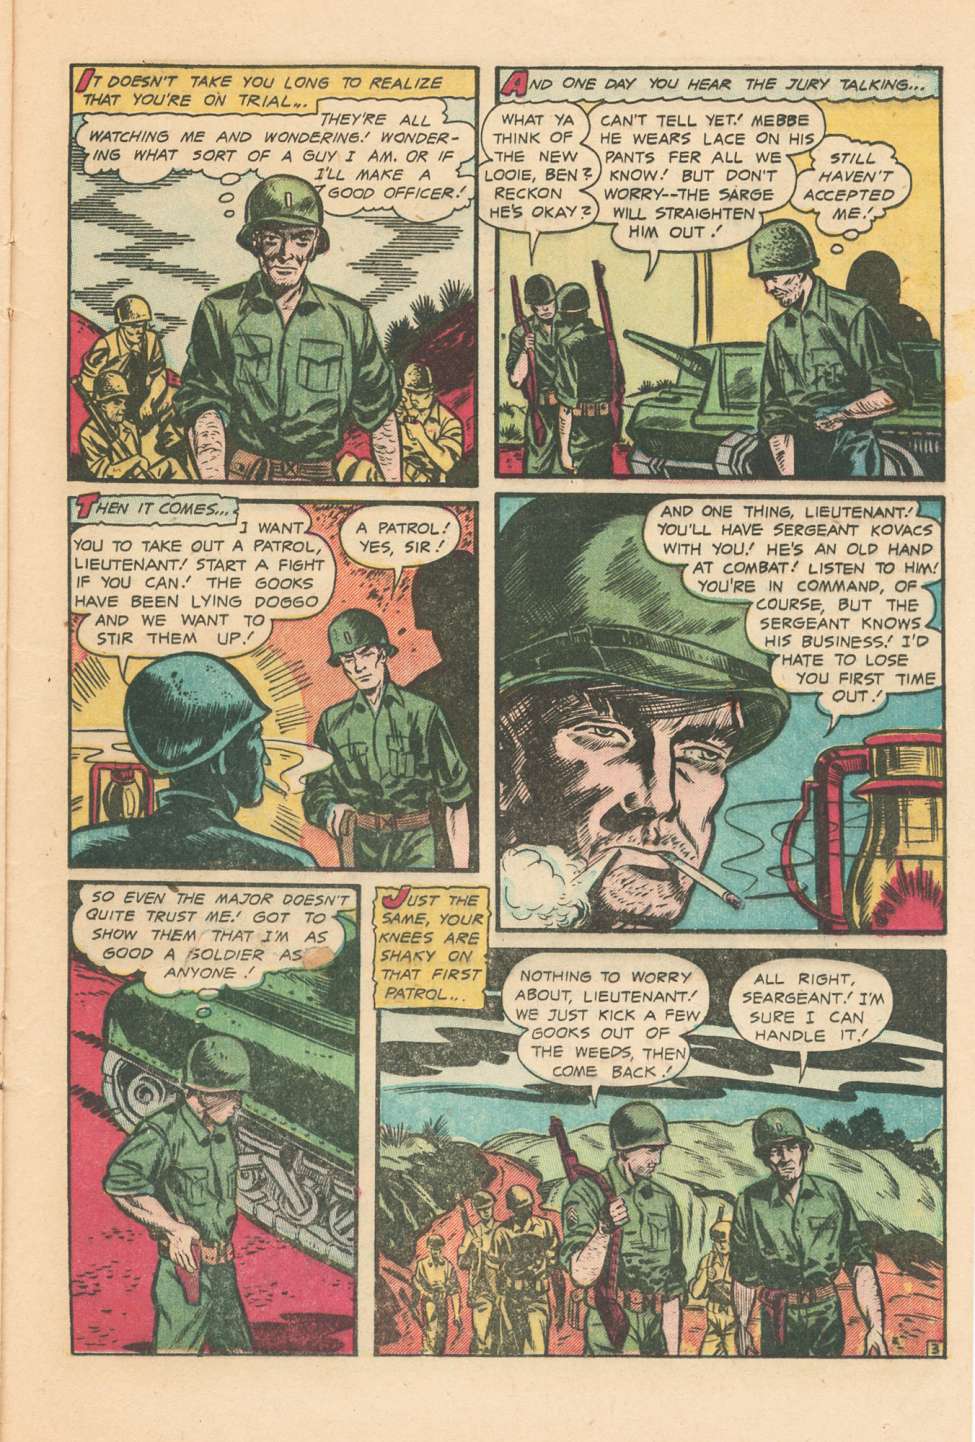 IT DOESN'T TAKE YOU LONG TO REALIZE
THAT YOU'RE ON TRIAL...
THEY'RE ALL
WATCHING ME AND WONDERING! WONDER-
ING WHAT SORT OF A GUY I AM. OR IF
I'LL MAKE A
GOOD OFFICER!
AND ONE DAY YOU HEAR THE JURY TALKING...
WHAT YA
THINK OF
THE NEW
LOOIE, BEN?
RECKON
HE'S OKAY?
CAN'T TELL YET! MEBBE
HE WEARS LACE ON HIS
PANTS FER ALL WE
KNOW! BUT DON'T
WORRY--THE SARGE
WILL STRAIGHTEN
HIM OUT!
STILL
HAVEN'T
ACCEPTED
ME!
THEN IT COMES...
I WANT
YOU TO TAKE OUT A PATROL,
LIEUTENANT! START A FIGHT
IF YOU CAN! THE GOOKS
HAVE BEEN LYING DOGGO
AND WE WANT TO
STIR THEM UP!
A PATROL!
YES, SIR!
AND ONE THING, LIEUTENANT!
YOU'LL HAVE SERGEANT KOVACS
WITH YOU! HE'S AN OLD HAND
AT COMBAT! LISTEN TO HIM!
YOU'RE IN COMMAND, OF
COURSE, BUT THE
SERGEANT KNOWS
HIS BUSINESS! I'D
HATE TO LOSE
YOU FIRST TIME
OUT!
SO EVEN THE MAJOR DOESN'T
QUITE TRUST ME! GOT TO
SHOW THEM THAT I'M AS
GOOD A SOLDIER AS
ANYONE!
JUST THE
SAME, YOUR
KNEES ARE
SHAKY ON
THAT FIRST
PATROL...
NOTHING TO WORRY
ABOUT, LIEUTENANT!
WE JUST KICK A FEW
GOOKS OUT OF
THE WEEDS, THEN
COME BACK!
ALL RIGHT,
SEARGEANT! I'M
SURE I CAN
HANDLE IT!
3